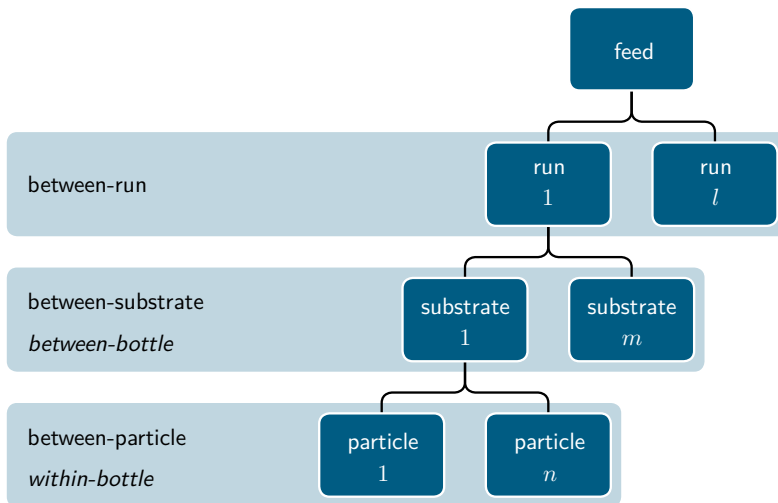 feed
between-run
run
1
run
l
between-substrate
between-bottle
substrate
1
substrate
m
between-particle
within-bottle
particle
1
particle
n